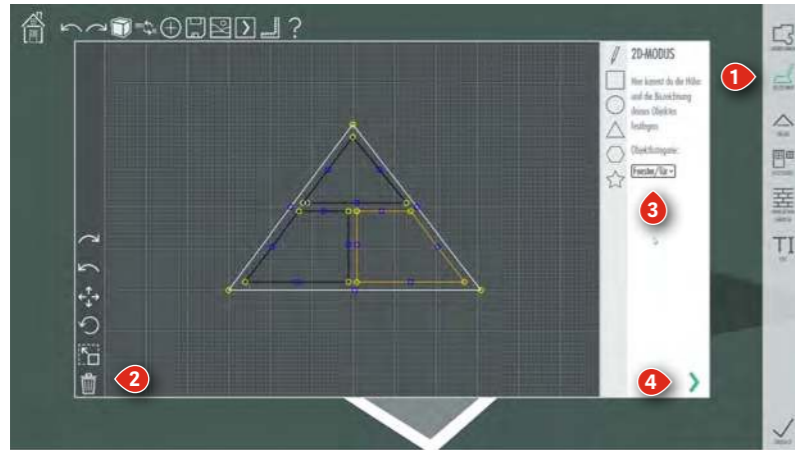 2D-MODUS
Hier kannst du die Höhe
und die Bezeichnung
deines Objektes
festlegen.
Objektkategorie:
Fenster/Tür
1
2
3
4
TI
?